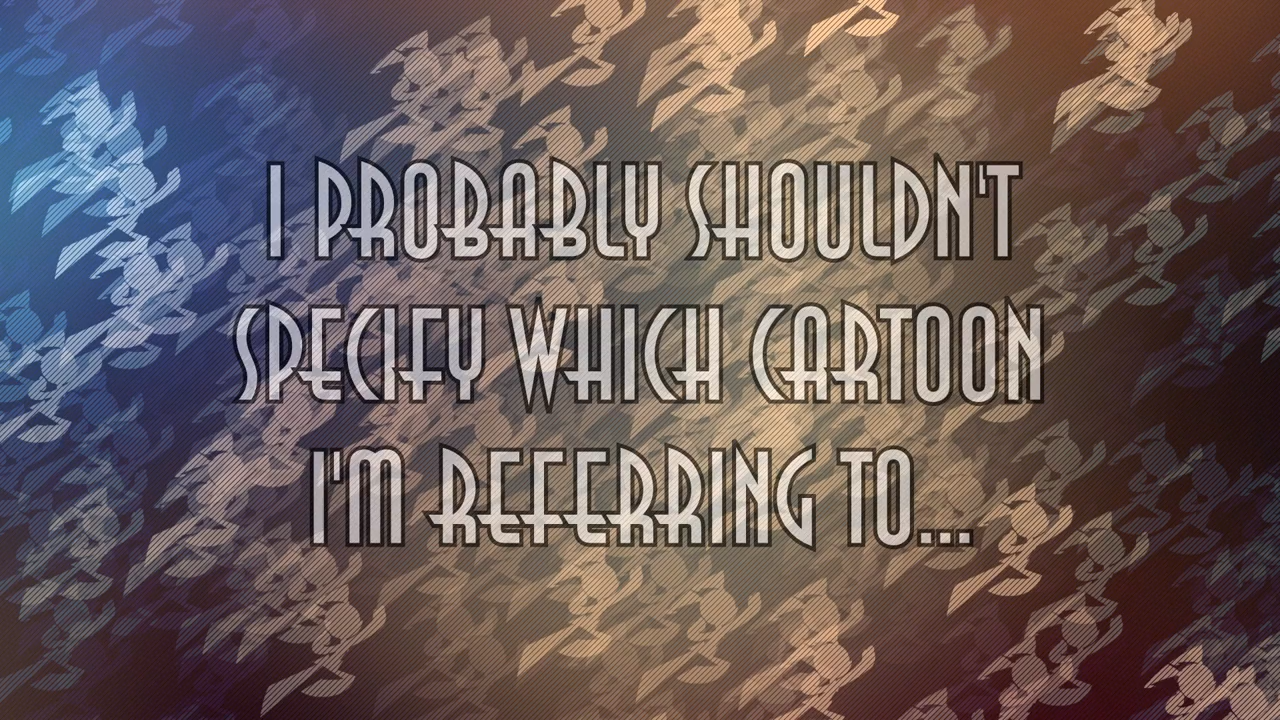 I PROBABLY SHOULDN'T
SPECIFY WHICH CARTOON
I'M REFERRING TO...